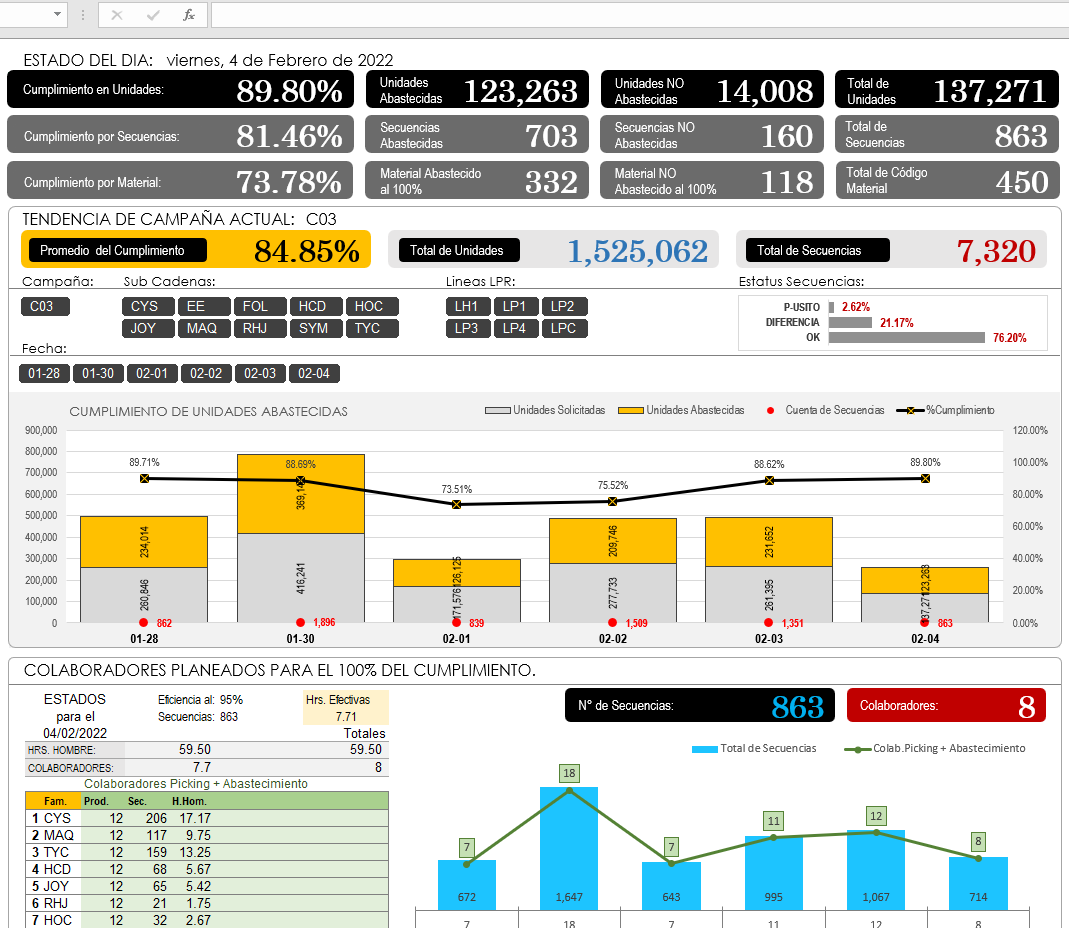 fx
ESTADO DEL DIA: viernes, 4 de Febrero de 2022
Cumplimiento en Unidades: 89.80%
Unidades Abastecidas 123,263
Unidades NO Abastecidas 14,008
Total de Unidades 137,271
Cumplimiento por Secuencias: 81.46%
Secuencias Abastecidas 703
Secuencias NO Abastecidas 160
Total de Secuencias 863
Cumplimiento por Material: 73.78%
Material Abastecido al 100% 332
Material NO Abastecido al 100% 118
Total de Código Material 450
TENDENCIA DE CAMPAÑA ACTUAL: C03
Promedio del Cumplimiento 84.85%
Total de Unidades 1,525,062
Total de Secuencias 7,320
Campaña: Sub Cadenas: Lineas LPR: Estatus Secuencias:
C03 CYS EE FOL HCD HOC LH1 LP1 LP2
JOY MAQ RHJ SYM TYC LP3 LP4 LPC
P-USITO 2.62%
DIFERENCIA 21.17%
OK 76.20%
Fecha:
01-28 01-30 02-01 02-02 02-03 02-04
CUMPLIMIENTO DE UNIDADES ABASTECIDAS
Unidades Solicitadas Unidades Abastecidas Cuenta de Secuencias %Cumplimiento
900,000 120.00%
800,000
700,000 100.00%
600,000 80.00%
500,000 60.00%
400,000
300,000 40.00%
200,000 20.00%
100,000
0 0.00%
89.71% 88.69% 73.51% 75.52% 88.62% 89.80%
234,014 126,125 209,746 231,652 123,263
260,846 416,241 171,576 277,733 261,395
862 1,896 839 1,509 1,351 863
01-28 01-30 02-01 02-02 02-03 02-04
COLABORADORES PLANEADOS PARA EL 100% DEL CUMPLIMIENTO.
ESTADOS Eficiencia al: 95% Hrs. Efectivas
para el Secuencias: 863 7.71
04/02/2022 Totales
HRS. HOMBRE: 59.50 59.50
COLABORADORES: 7.7 8
Colaboradores Picking + Abastecimiento
Fam. Prod. Sec. H.Hom.
1 CYS 12 206 17.17
2 MAQ 12 117 9.75
3 TYC 12 159 13.25
4 HCD 12 68 5.67
5 JOY 12 65 5.42
6 RHJ 12 21 1.75
7 HOC 12 32 2.67
N° de Secuencias: 863
Colaboradores: 8
Total de Secuencias Colab.Picking + Abastecimiento
7 18 7 11 12 8
672 1,647 643 995 1,067 714
7 18 7 11 12 8